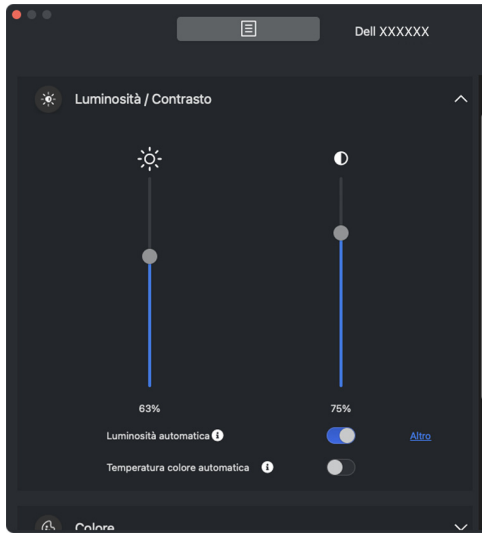 Dell XXXXXX
Luminosità / Contrasto
63%
75%
Luminosità automatica
Altro
Temperatura colore automatica
Colore